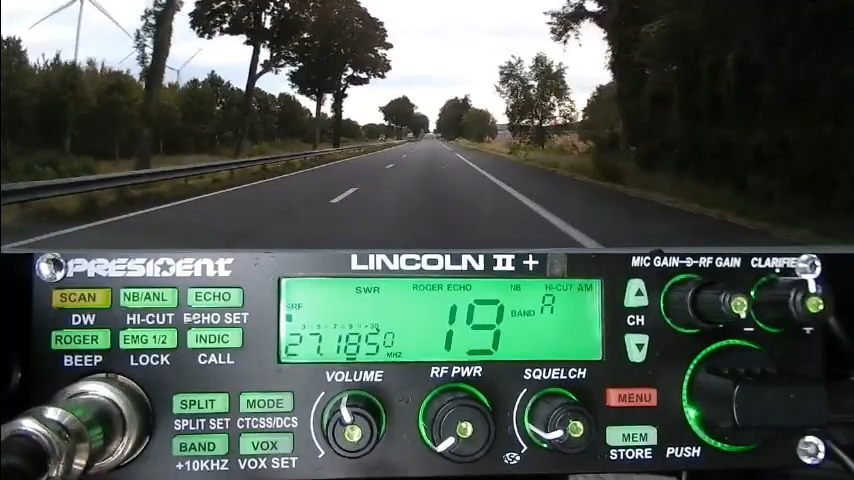 PRESIDENT
LINCOLN II +
MIC GAIN RF GAIN
CLARIFIER
SCAN
NB/ANL
ECHO
DW
HI-CUT
ECHO SET
ROGER
EMG 1/2
INDIC
BEEP
LOCK
CALL
SPLIT
MODE
SPLIT SET
CTCSS/DCS
BAND
VOX
+10KHZ
VOX SET
SWR
ROGER ECHO
NB
HI-CUT AM
SRF
19
BAND A
27.185.0 MHZ
CH
VOLUME
RF PWR
SQUELCH
ASC
MENU
MEM
STORE
PUSH